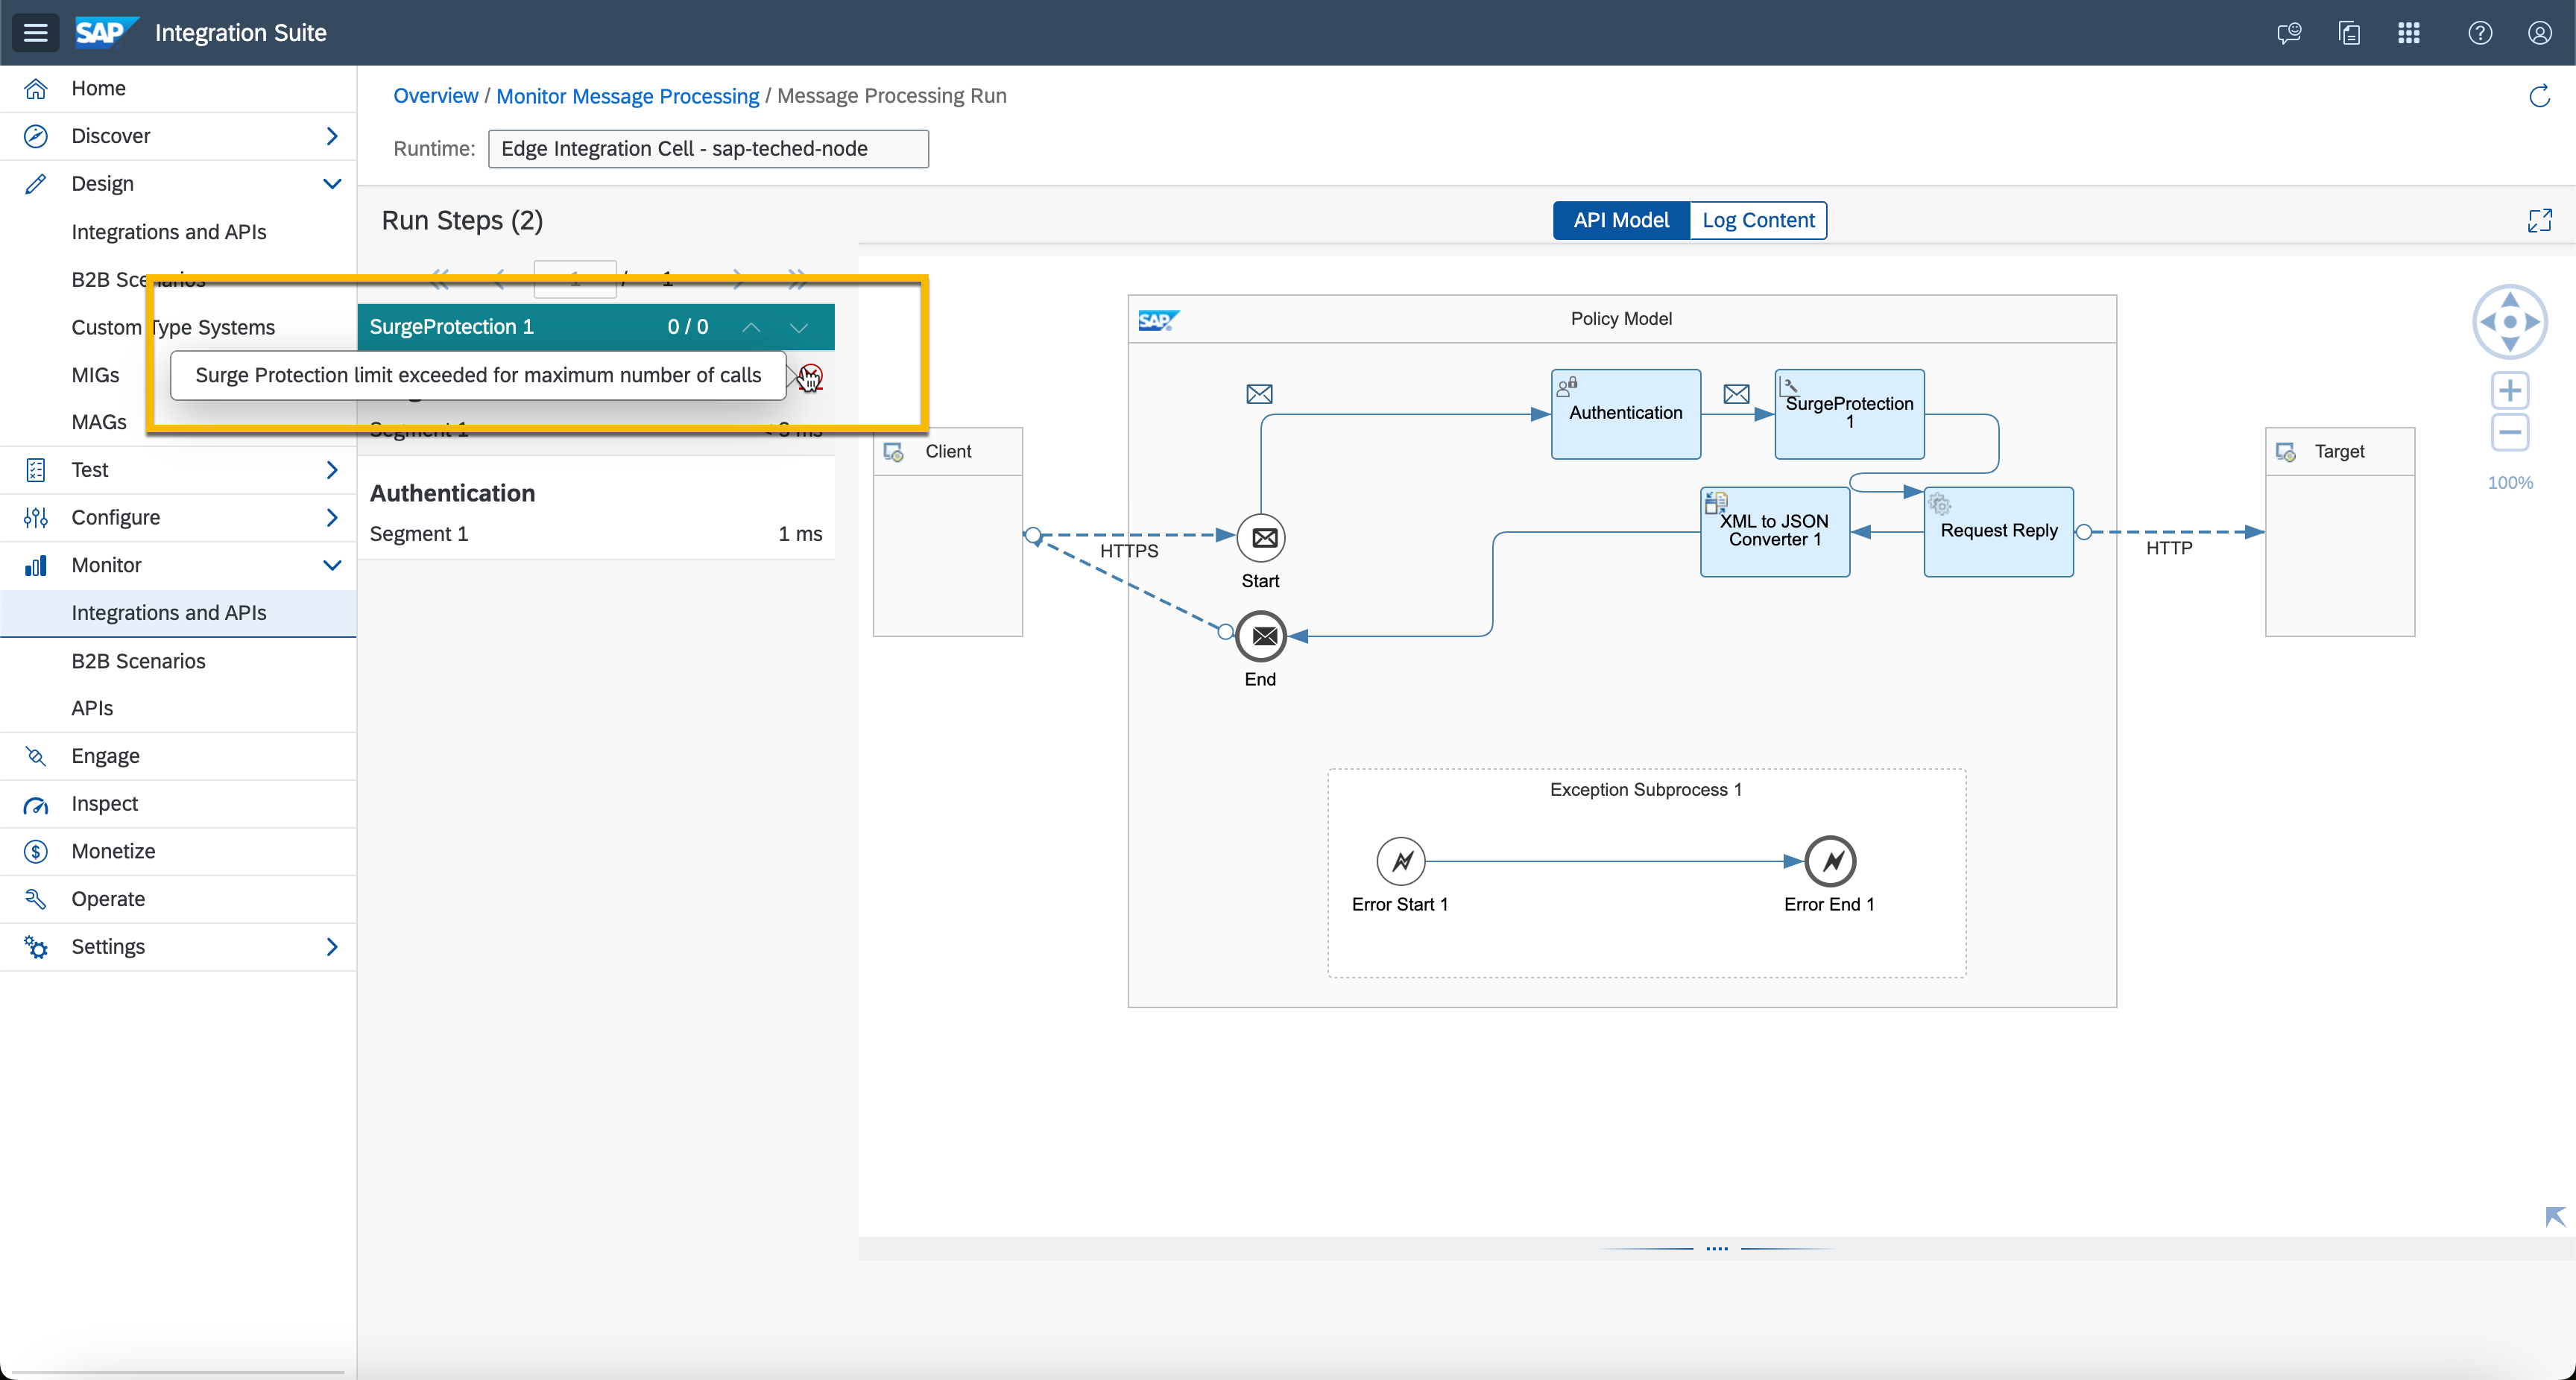 SAP Integration Suite
Home
Discover
Design
Integrations and APIs
B2B Scenarios
Custom Type Systems
MIGs
MAGs
Test
Configure
Monitor
Integrations and APIs
B2B Scenarios
APIs
Engage
Inspect
Monetize
Operate
Settings
Overview / Monitor Message Processing / Message Processing Run
Runtime: Edge Integration Cell - sap-teched-node
Run Steps (2)
1 / 1
SurgeProtection 1 0 / 0
Surge Protection limit exceeded for maximum number of calls
Segment 1 < 3 ms
Authentication
Segment 1 1 ms
API Model Log Content
SAP Policy Model
Client
HTTPS
Start
End
Authentication
SurgeProtection
1
XML to JSON
Converter 1
Request Reply
HTTP
Target
Exception Subprocess 1
Error Start 1
Error End 1
100%